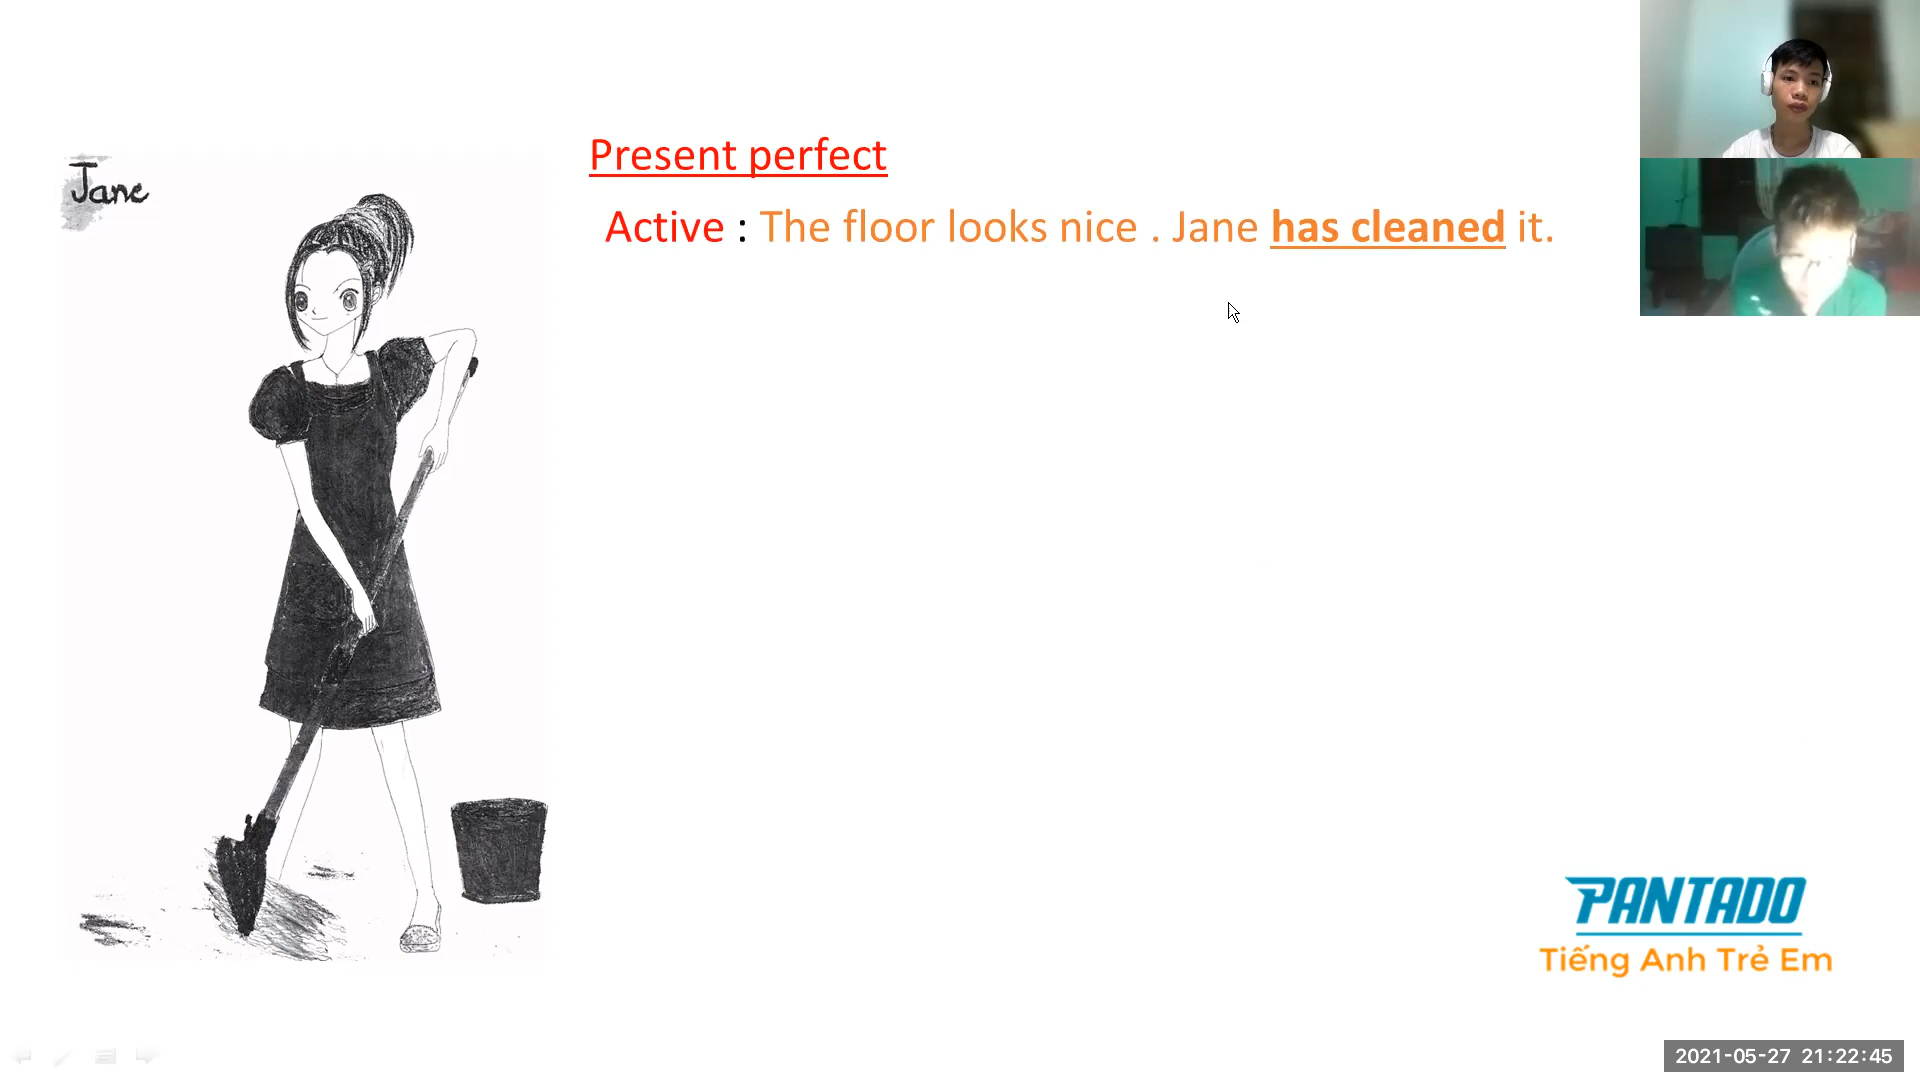 Jane
Present perfect
Active : The floor looks nice . Jane has cleaned it.
PANTADO
Tiếng Anh Trẻ Em
2021-05-27 21:22:45